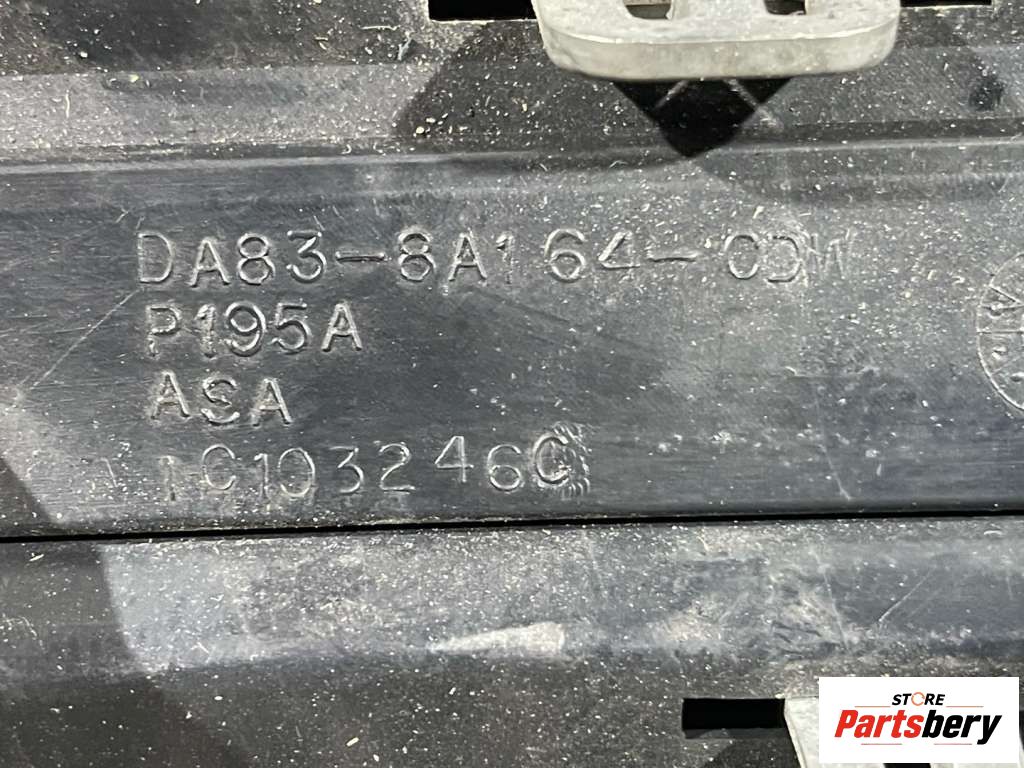 DA83-8A164-CDW
P195A
ASA
1C103246C
STORE
Partsbery